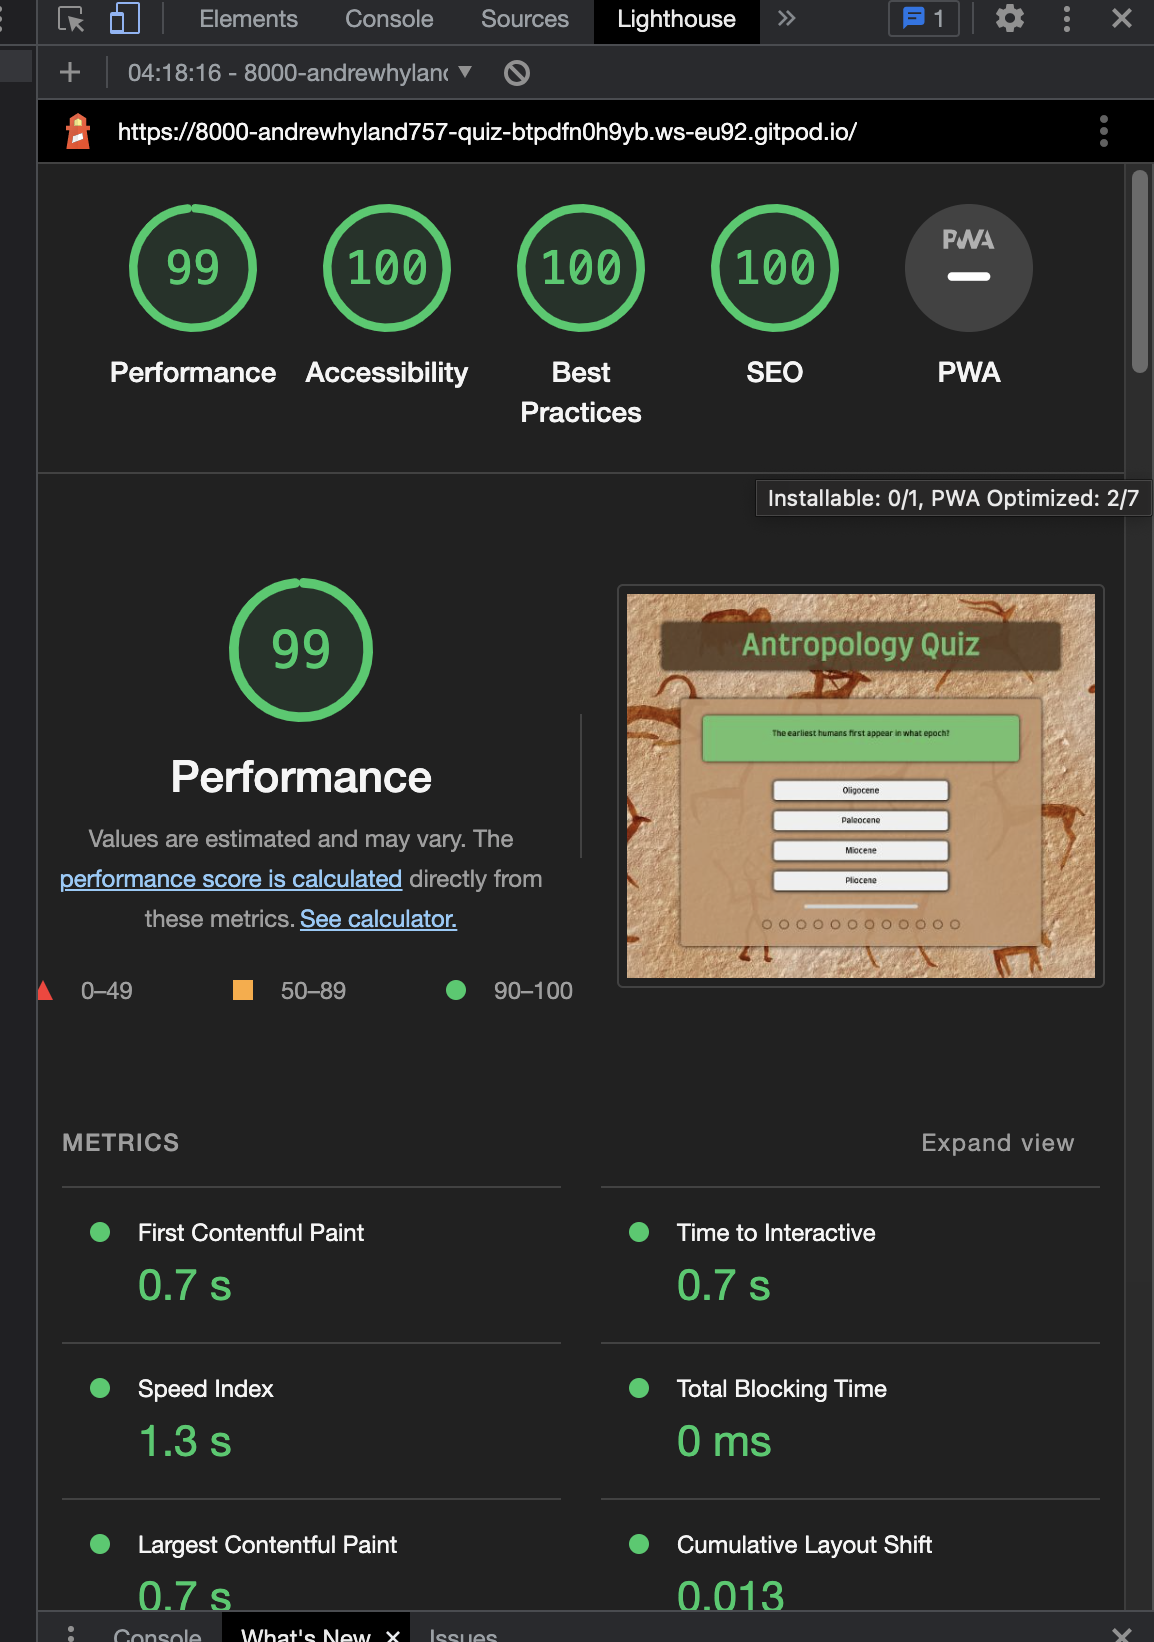 Elements Console Sources Lighthouse 1
04:18:16 - 8000-andrewhyland
https://8000-andrewhyland757-quiz-btpdfn0h9yb.ws-eu92.gitpod.io/
99 100 100 100 PWA
Performance Accessibility Best Practices SEO PWA
Installable: 0/1, PWA Optimized: 2/7
99
Performance
Values are estimated and may vary. The
performance score is calculated directly from
these metrics. See calculator.
0–49 50–89 90–100
Antropology Quiz
The earliest humans first appear in what epoch?
Oligocene
Paleocene
Miocene
Pliocene
METRICS Expand view
First Contentful Paint
0.7 s
Time to Interactive
0.7 s
Speed Index
1.3 s
Total Blocking Time
0 ms
Largest Contentful Paint
0.7 s
Cumulative Layout Shift
0.013
Console What's New Issues